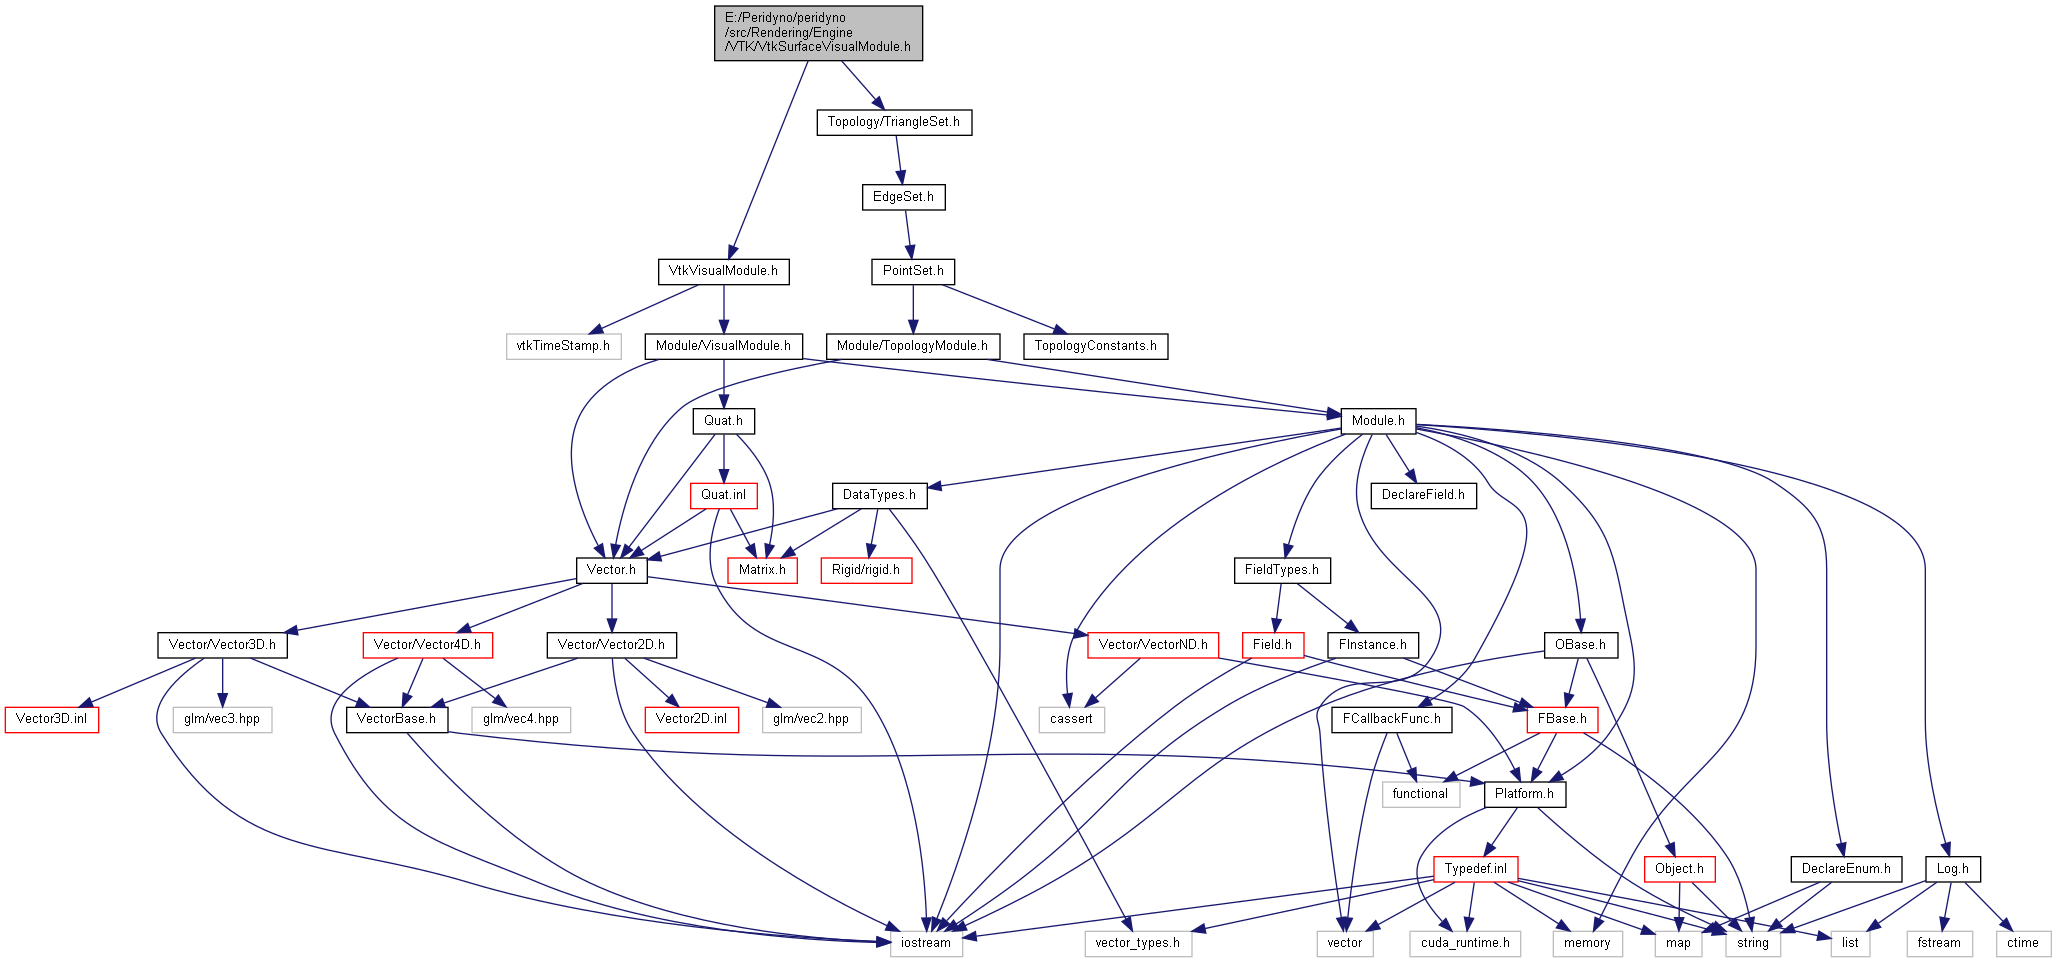 E:/Peridyno/peridyno
/src/Rendering/Engine
/VTK/VtkSurfaceVisualModule.h
Topology/TriangleSet.h
EdgeSet.h
VtkVisualModule.h
PointSet.h
vtkTimeStamp.h
Module/VisualModule.h
Module/TopologyModule.h
TopologyConstants.h
Quat.h
Module.h
Quat.inl
DataTypes.h
DeclareField.h
Vector.h
Matrix.h
Rigid/rigid.h
FieldTypes.h
Vector/Vector3D.h
Vector/Vector4D.h
Vector/Vector2D.h
Vector/VectorND.h
Field.h
FInstance.h
OBase.h
Vector3D.inl
glm/vec3.hpp
VectorBase.h
glm/vec4.hpp
Vector2D.inl
glm/vec2.hpp
cassert
FCallbackFunc.h
FBase.h
functional
Platform.h
Typedef.inl
Object.h
DeclareEnum.h
Log.h
iostream
vector_types.h
vector
cuda_runtime.h
memory
map
string
list
fstream
ctime